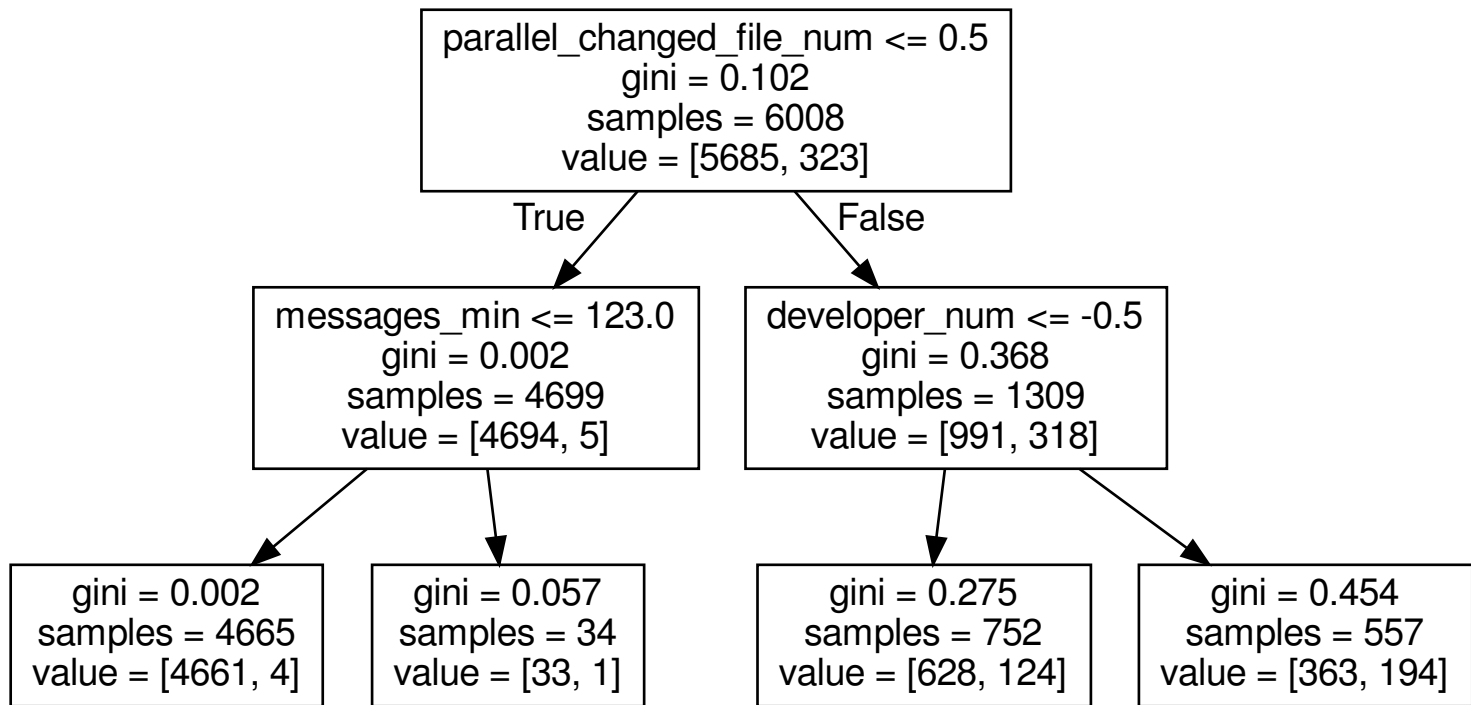 parallel_changed_file_num <= 0.5
gini = 0.102
samples = 6008
value = [5685, 323]
True
False
messages_min <= 123.0
gini = 0.002
samples = 4699
value = [4694, 5]
developer_num <= -0.5
gini = 0.368
samples = 1309
value = [991, 318]
gini = 0.002
samples = 4665
value = [4661, 4]
gini = 0.057
samples = 34
value = [33, 1]
gini = 0.275
samples = 752
value = [628, 124]
gini = 0.454
samples = 557
value = [363, 194]